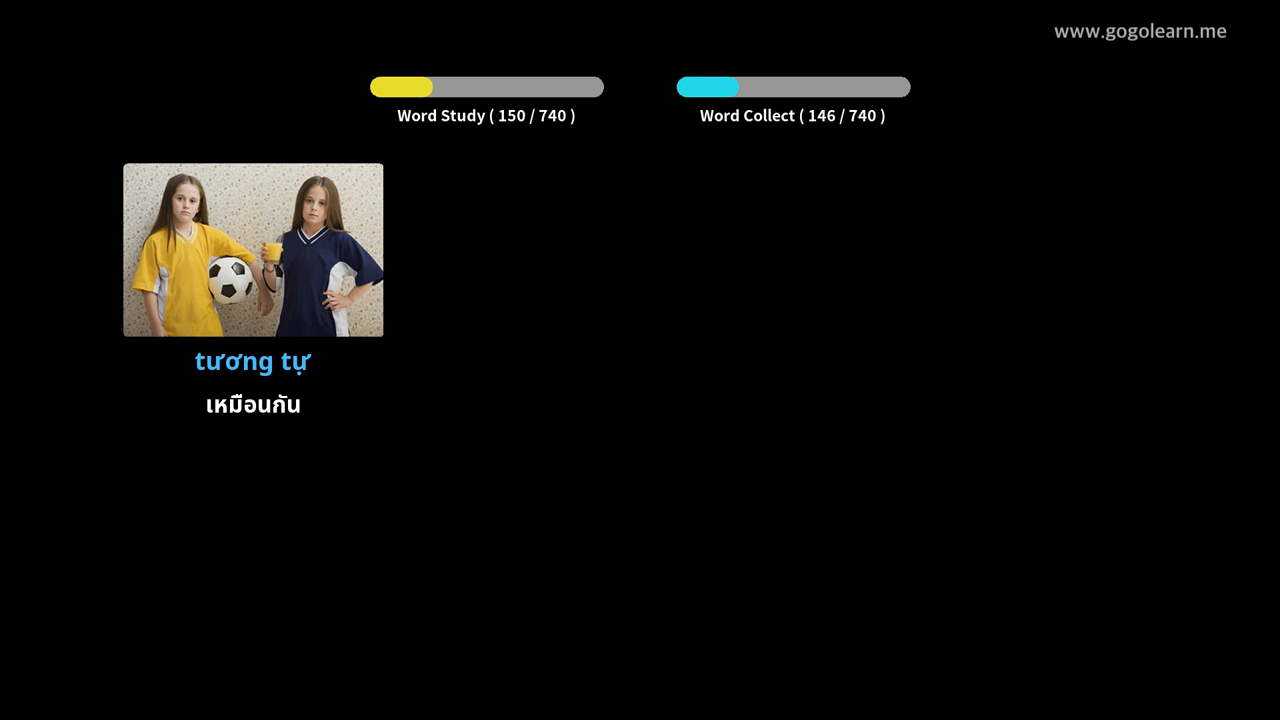 www.gogolearn.me
Word Study ( 150 / 740 )
Word Collect ( 146 / 740 )
tương tự
เหมือนกัน